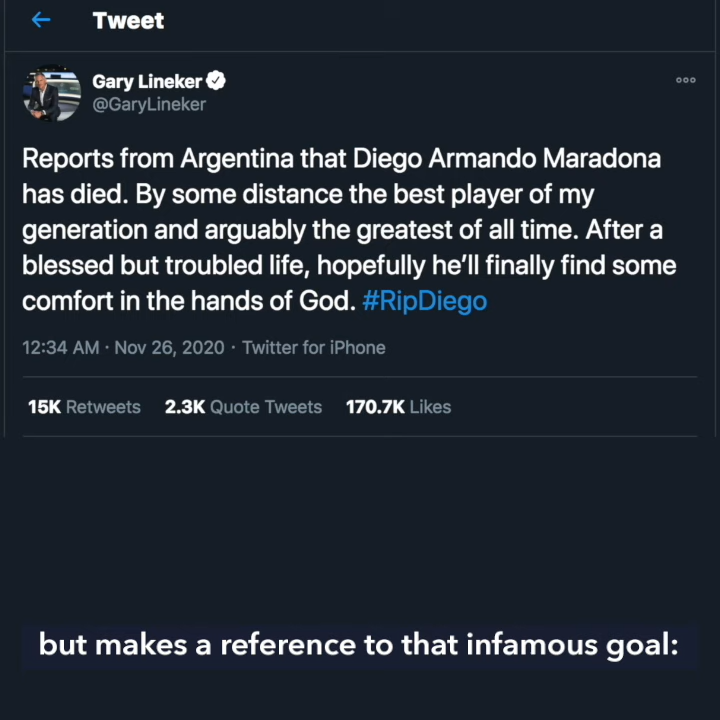 Tweet
Gary Lineker
@GaryLineker
Reports from Argentina that Diego Armando Maradona
has died. By some distance the best player of my
generation and arguably the greatest of all time. After a
blessed but troubled life, hopefully he’ll finally find some
comfort in the hands of God. #RipDiego
12:34 AM · Nov 26, 2020 · Twitter for iPhone
15K Retweets 2.3K Quote Tweets 170.7K Likes
but makes a reference to that infamous goal: